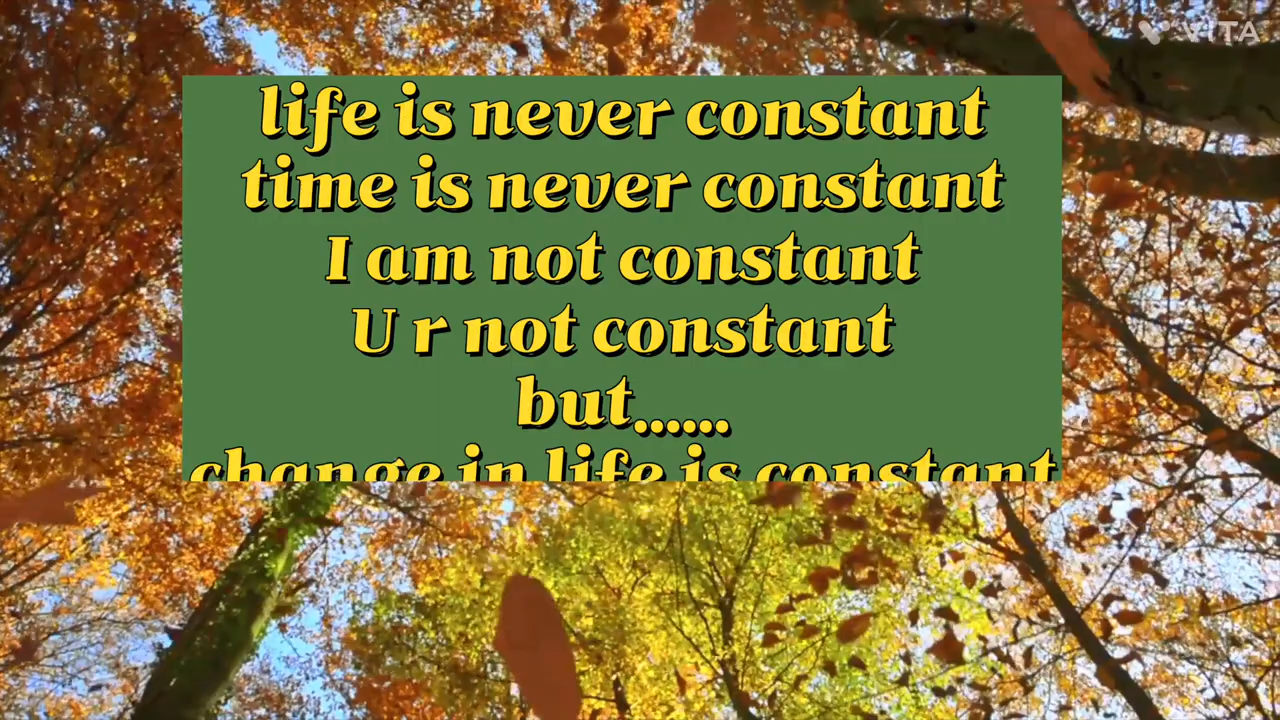 VITA
life is never constant
time is never constant
I am not constant
U r not constant
but......
change in life is constant